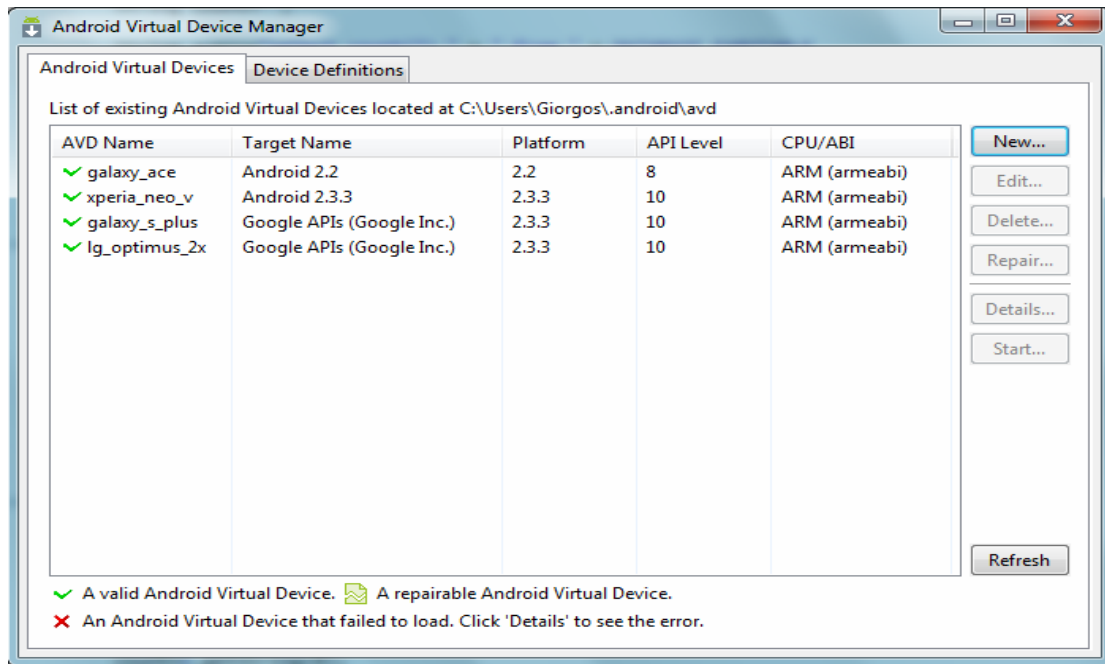 Android Virtual Device Manager
Android Virtual Devices Device Definitions
List of existing Android Virtual Devices located at C:\Users\Giorgos\.android\avd
AVD Name Target Name Platform API Level CPU/ABI
galaxy_ace Android 2.2 2.2 8 ARM (armeabi)
xperia_neo_v Android 2.3.3 2.3.3 10 ARM (armeabi)
galaxy_s_plus Google APIs (Google Inc.) 2.3.3 10 ARM (armeabi)
lg_optimus_2x Google APIs (Google Inc.) 2.3.3 10 ARM (armeabi)
New...
Edit...
Delete...
Repair...
Details...
Start...
Refresh
A valid Android Virtual Device. A repairable Android Virtual Device.
An Android Virtual Device that failed to load. Click 'Details' to see the error.